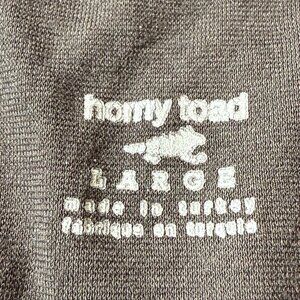 horny toad
LARGE
made in turkey
fabriqué en turquie